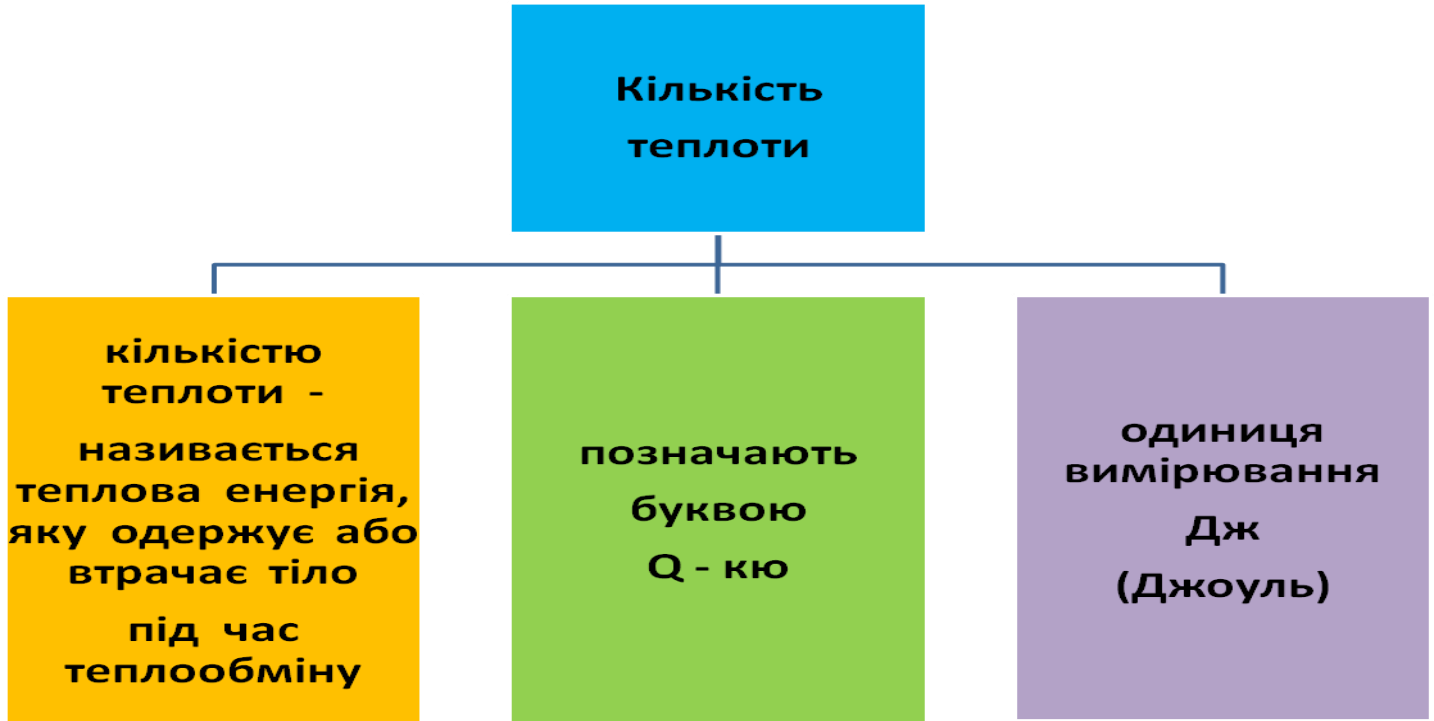 Кількість
теплоти
кількістю
теплоти -
називається
теплова енергія,
яку одержує або
втрачає тіло
під час
теплообміну
позначають
буквою
Q - кю
одиниця
вимірювання
Дж
(Джоуль)